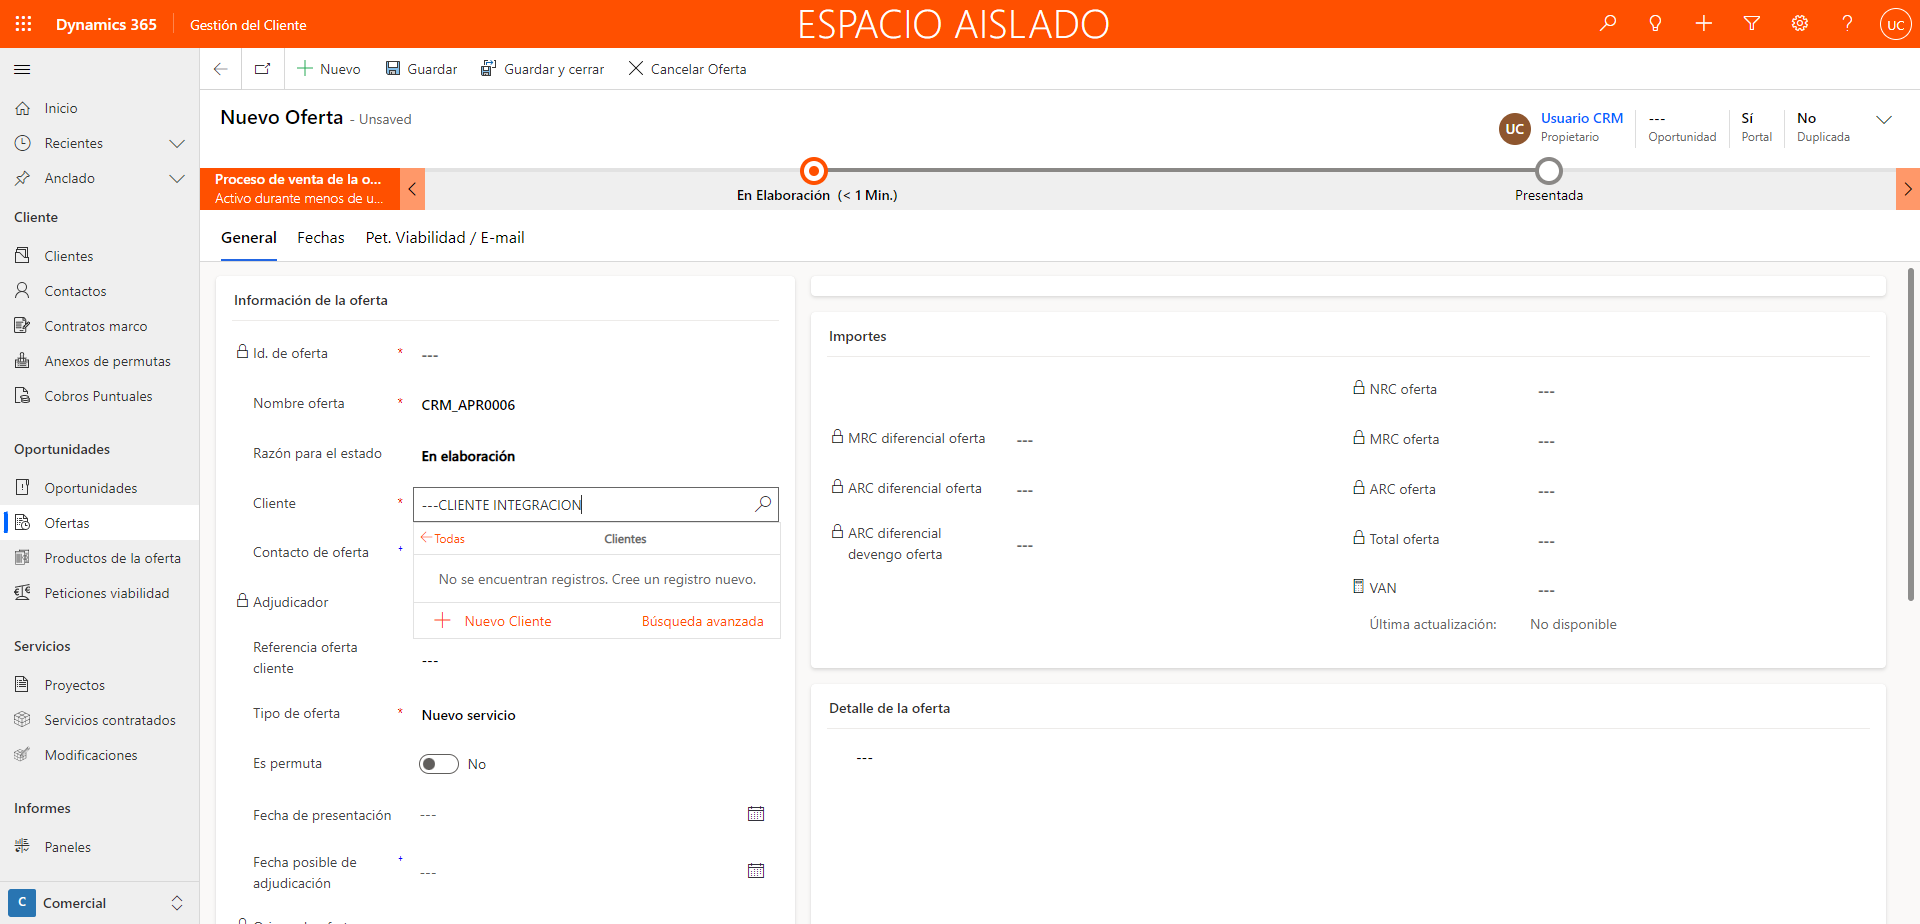 Dynamics 365
Gestión del Cliente
ESPACIO AISLADO
UC
Nuevo
Guardar
Guardar y cerrar
Cancelar Oferta
Inicio
Recientes
Anclado
Cliente
Clientes
Contactos
Contratos marco
Anexos de permutas
Cobros Puntuales
Oportunidades
Oportunidades
Ofertas
Productos de la oferta
Peticiones viabilidad
Servicios
Proyectos
Servicios contratados
Modificaciones
Informes
Paneles
C
Comercial
Nuevo Oferta - Unsaved
UC
Usuario CRM
Propietario
---
Oportunidad
Sí
Portal
No
Duplicada
Proceso de venta de la o...
Activo durante menos de u...
En Elaboración (< 1 Min.)
Presentada
General
Fechas
Pet. Viabilidad / E-mail
Información de la oferta
Id. de oferta * ---
Nombre oferta * CRM_APR0006
Razón para el estado En elaboración
Cliente * ---CLIENTE INTEGRACION
Todas
Clientes
No se encuentran registros. Cree un registro nuevo.
Nuevo Cliente
Búsqueda avanzada
Contacto de oferta +
Adjudicador
Referencia oferta
cliente
---
Tipo de oferta * Nuevo servicio
Es permuta No
Fecha de presentación ---
Fecha posible de
adjudicación
+ ---
Importes
MRC diferencial oferta ---
ARC diferencial oferta ---
ARC diferencial
devengo oferta
---
NRC oferta ---
MRC oferta ---
ARC oferta ---
Total oferta ---
VAN ---
Última actualización: No disponible
Detalle de la oferta
---